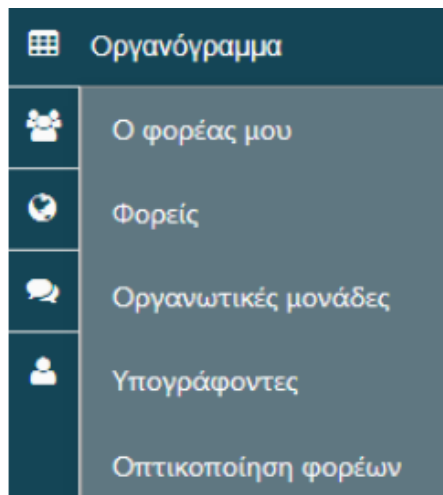 Οργανόγραμμα
Ο φορέας μου
Φορείς
Οργανωτικές μονάδες
Υπογράφοντες
Οπτικοποίηση φορέων